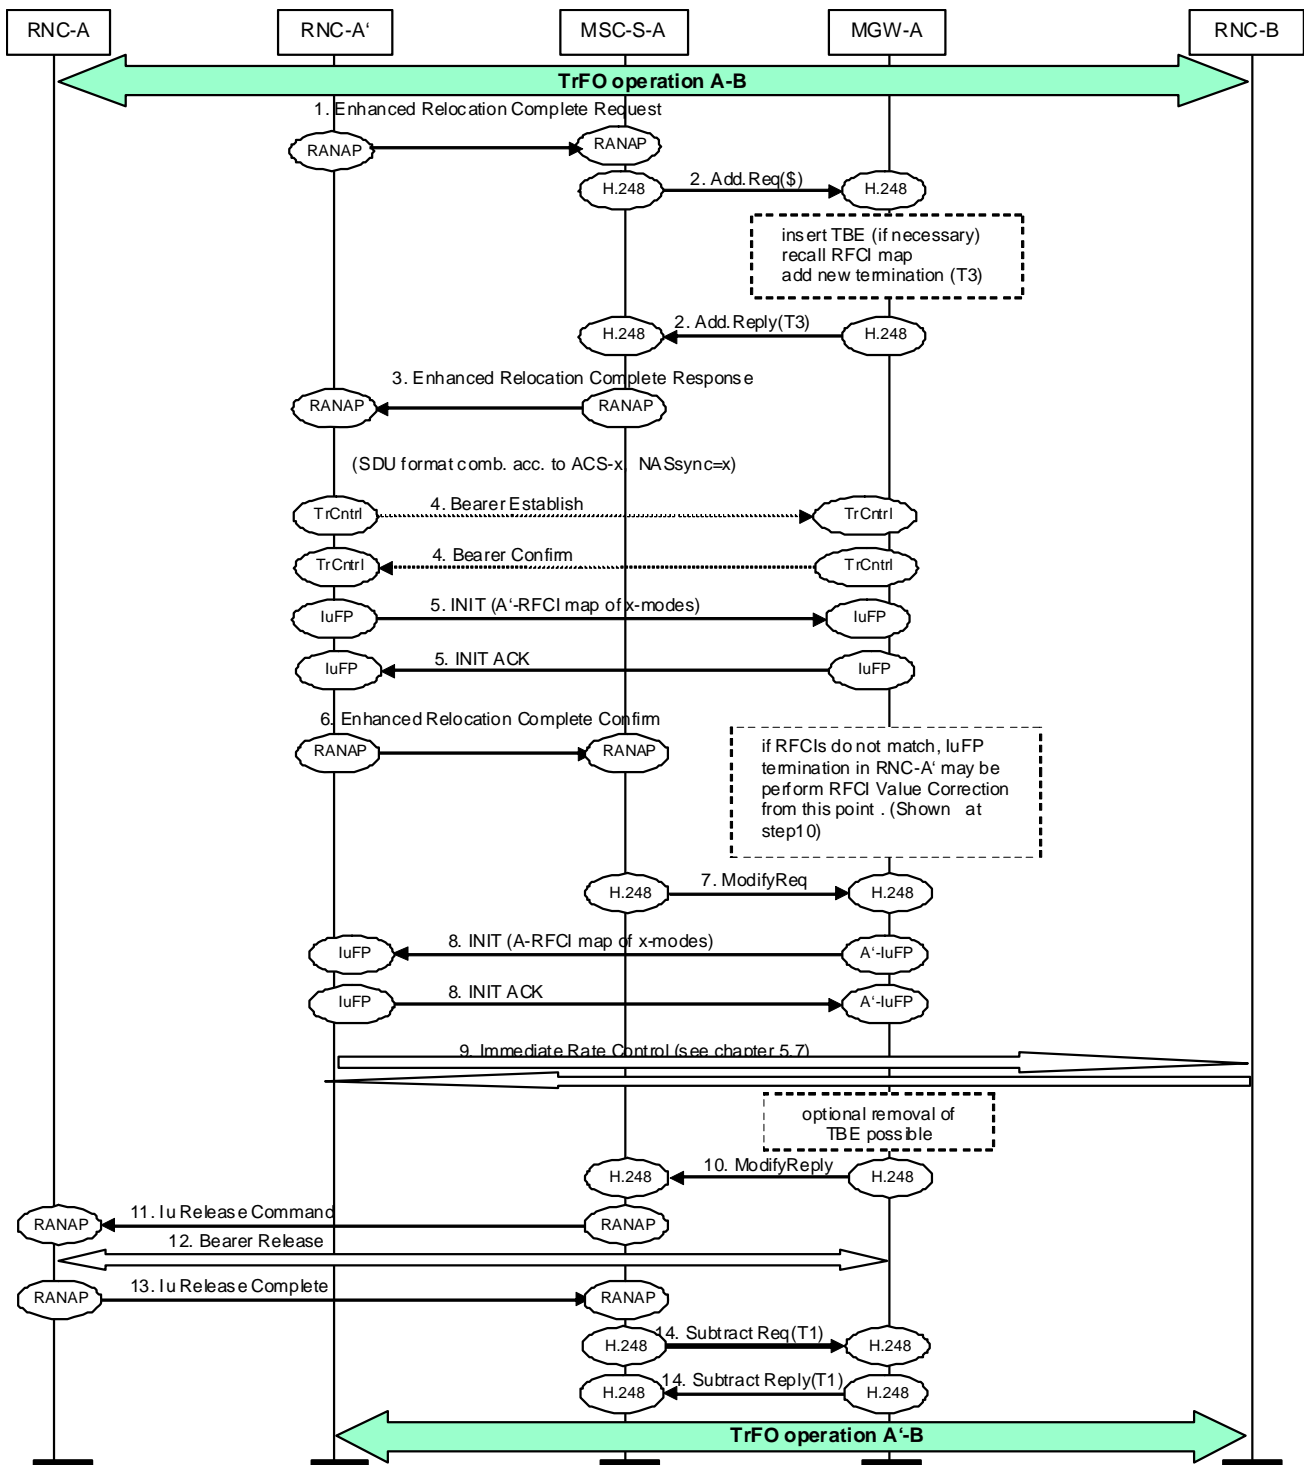 RNC-A
RNC-A‘
MSC-S-A
MGW-A
RNC-B
TrFO operation A-B
1. Enhanced Relocation Complete Request
RANAP
RANAP
H.248
2. Add.Req($)
H.248
insert TBE (if necessary)
recall RFCI map
add new termination (T3)
H.248
2. Add.Reply(T3)
H.248
3. Enhanced Relocation Complete Response
RANAP
RANAP
(SDU format comb. acc. to ACS-x, NASsync=x)
TrCntrl
4. Bearer Establish
TrCntrl
TrCntrl
4. Bearer Confirm
TrCntrl
IuFP
5. INIT (A‘-RFCI map of x-modes)
IuFP
IuFP
5. INIT ACK
IuFP
6. Enhanced Relocation Complete Confirm
RANAP
RANAP
if RFCIs do not match, IuFP
termination in RNC-A‘ may be
perform RFCI Value Correction
from this point . (Shown at
step10)
H.248
7. ModifyReq
H.248
IuFP
8. INIT (A-RFCI map of x-modes)
A‘-IuFP
IuFP
8. INIT ACK
A‘-IuFP
9. Immediate Rate Control (see chapter 5.7)
optional removal of
TBE possible
H.248
10. ModifyReply
H.248
RANAP
11. Iu Release Command
RANAP
12. Bearer Release
RANAP
13. Iu Release Complete
RANAP
H.248
14. Subtract Req(T1)
H.248
H.248
14. Subtract Reply(T1)
H.248
TrFO operation A‘-B